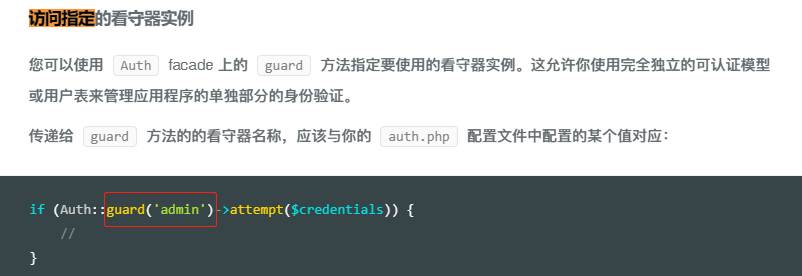 访问指定的看守器实例
您可以使用 Auth facade 上的 guard 方法指定要使用的看守器实例。这允许你使用完全独立的可认证模型
或用户表来管理应用程序的单独部分的身份验证。
传递给 guard 方法的的看守器名称，应该与你的 auth.php 配置文件中配置的某个值对应：
if (Auth::guard('admin')->attempt($credentials)) {
//
}